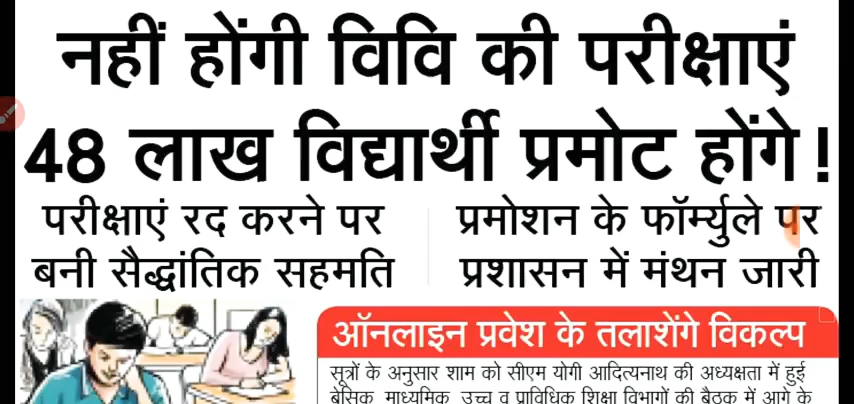 नहीं होंगी विवि की परीक्षाएं
48 लाख विद्यार्थी प्रमोट होंगे!
परीक्षाएं रद करने पर
बनी सैद्धांतिक सहमति
प्रमोशन के फॉर्म्युले पर
प्रशासन में मंथन जारी
ऑनलाइन प्रवेश के तलाशेंगे विकल्प
सूत्रों के अनुसार शाम को सीएम योगी आदित्यनाथ की अध्यक्षता में हुई
बेसिक, माध्यमिक, उच्च व प्राविधिक शिक्षा विभागों की बैठक में आगे के